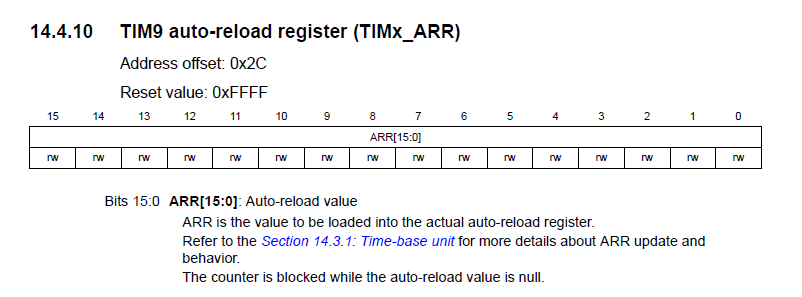 14.4.10 TIM9 auto-reload register (TIMx_ARR)
Address offset: 0x2C
Reset value: 0xFFFF
15 14 13 12 11 10 9 8 7 6 5 4 3 2 1 0
ARR[15:0]
rw rw rw rw rw rw rw rw rw rw rw rw rw rw rw rw
Bits 15:0 ARR[15:0]: Auto-reload value
ARR is the value to be loaded into the actual auto-reload register.
Refer to the Section 14.3.1: Time-base unit for more details about ARR update and
behavior.
The counter is blocked while the auto-reload value is null.